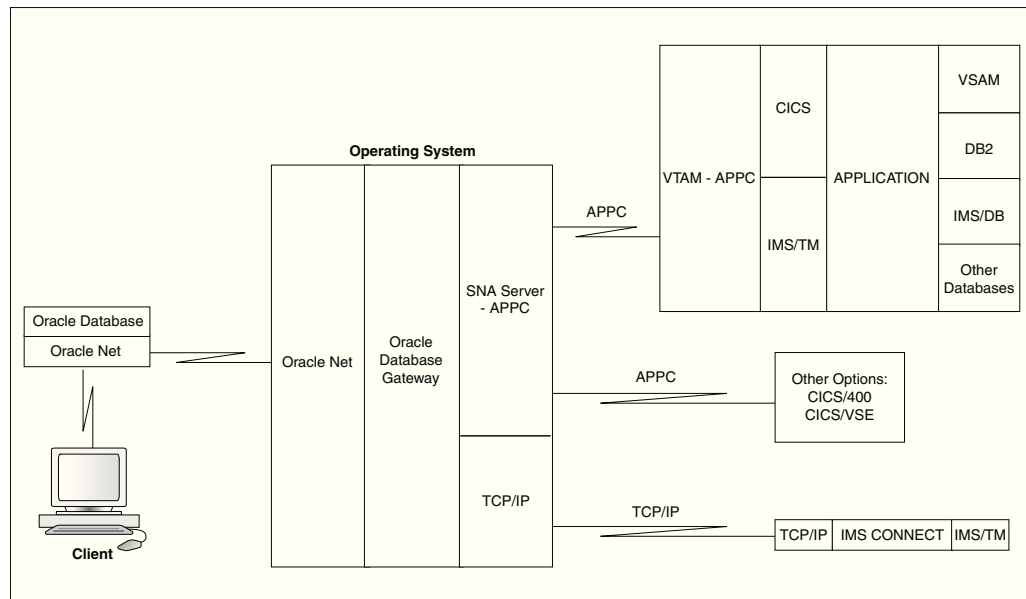 Oracle Database
Oracle Net
Client
Operating System
Oracle Net
Oracle
Database
Gateway
SNA Server
- APPC
TCP/IP
APPC
VTAM - APPC
CICS
IMS/TM
APPLICATION
VSAM
DB2
IMS/DB
Other
Databases
APPC
Other Options:
CICS/400
CICS/VSE
TCP/IP
TCP/IP
IMS CONNECT
IMS/TM